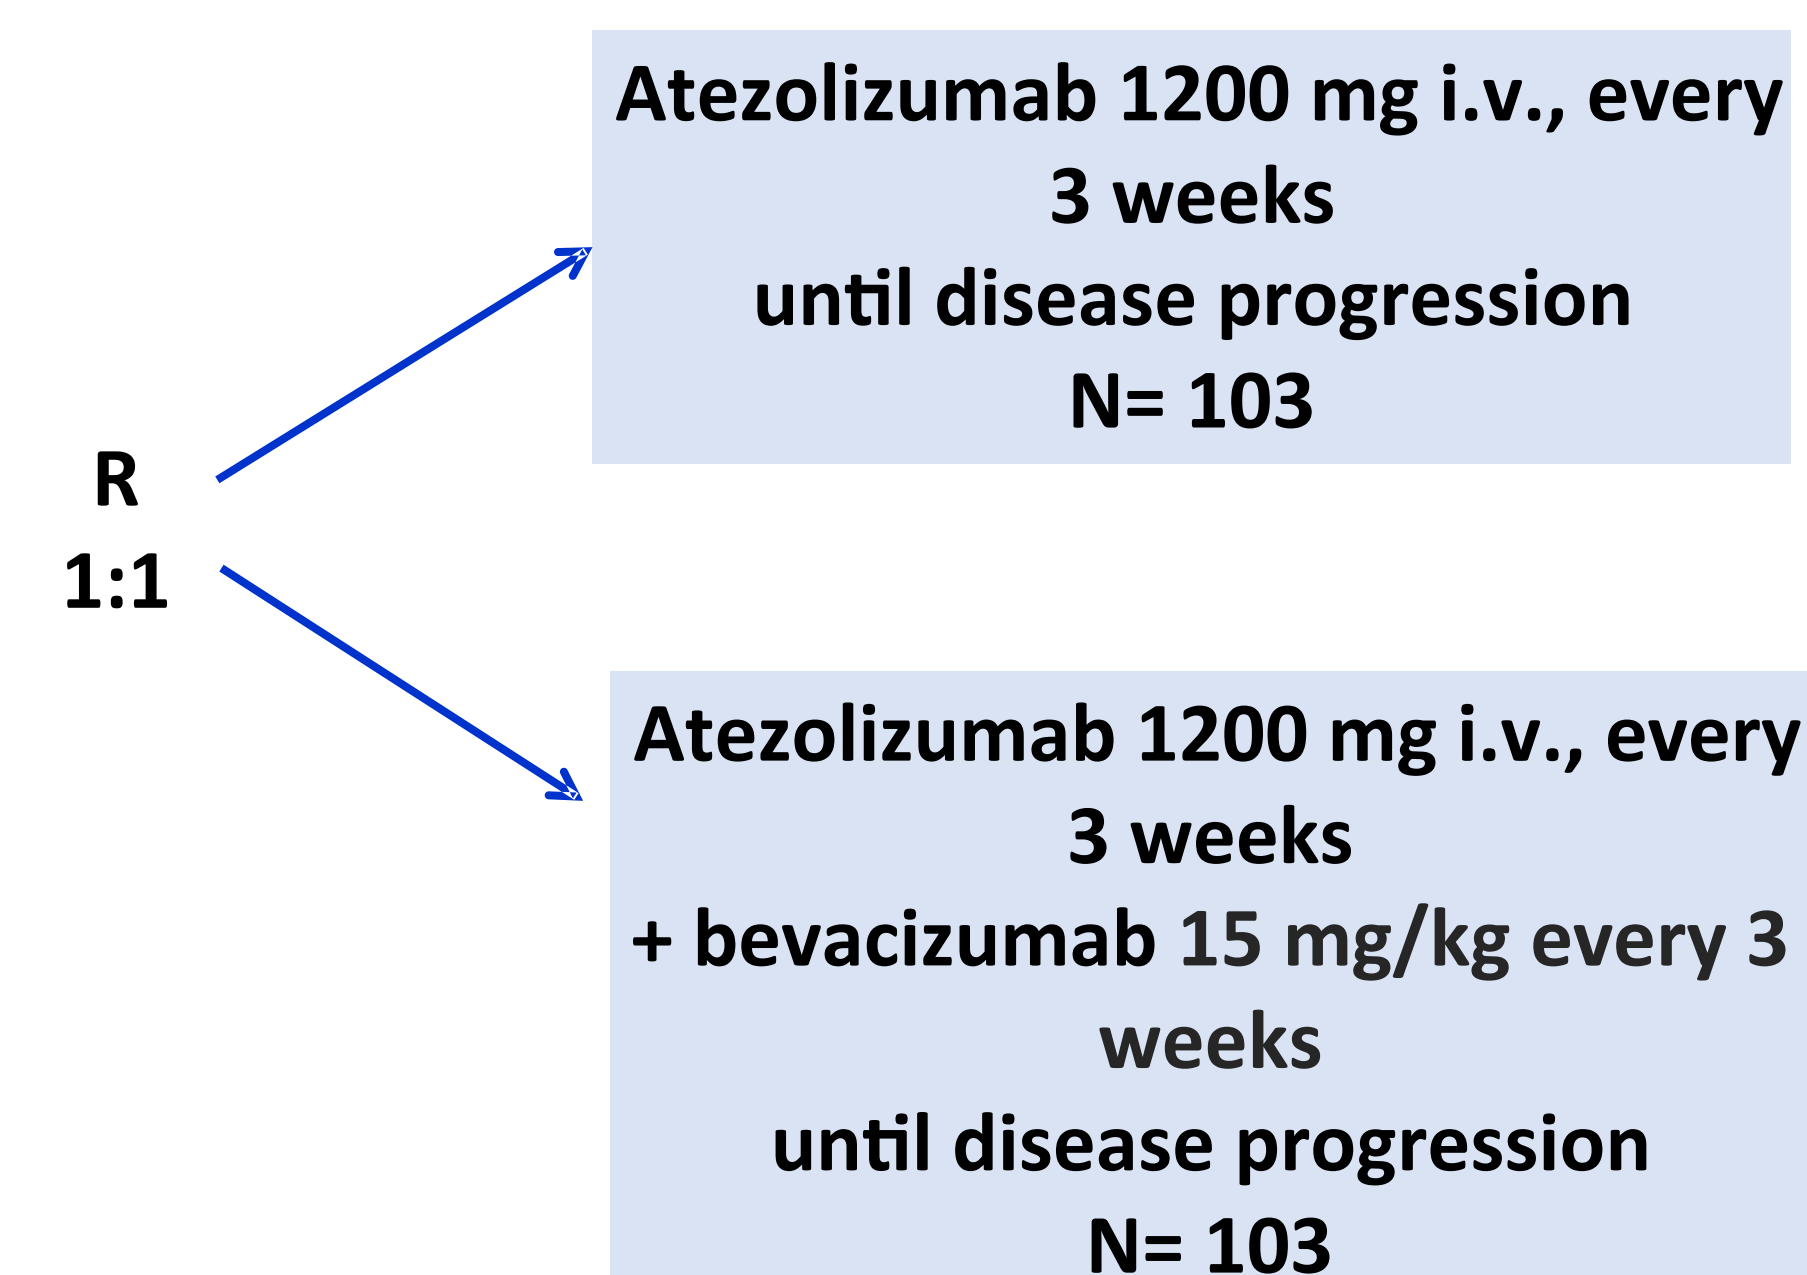 Atezolizumab 1200 mg i.v., every
3 weeks
until disease progression
N= 103
R
1:1
Atezolizumab 1200 mg i.v., every
3 weeks
+ bevacizumab 15 mg/kg every 3
weeks
until disease progression
N= 103